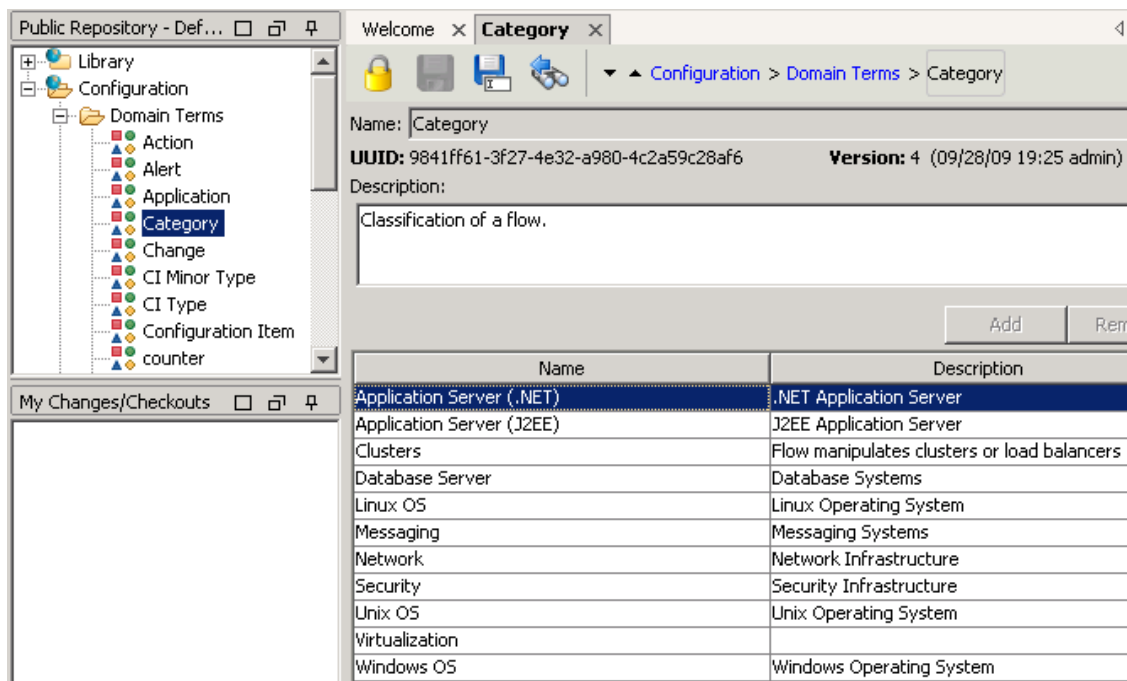 Public Repository - Def...
Library
Configuration
Domain Terms
Action
Alert
Application
Category
Change
CI Minor Type
CI Type
Configuration Item
counter
My Changes/Checkouts
Welcome
Category
Configuration > Domain Terms > Category
Name: Category
UUID: 9841ff61-3f27-4e32-a980-4c2a59c28af6 Version: 4 (09/28/09 19:25 admin)
Description:
Classification of a flow.
Add Rem
Name Description
Application Server (.NET) .NET Application Server
Application Server (J2EE) J2EE Application Server
Clusters Flow manipulates clusters or load balancers
Database Server Database Systems
Linux OS Linux Operating System
Messaging Messaging Systems
Network Network Infrastructure
Security Security Infrastructure
Unix OS Unix Operating System
Virtualization
Windows OS Windows Operating System